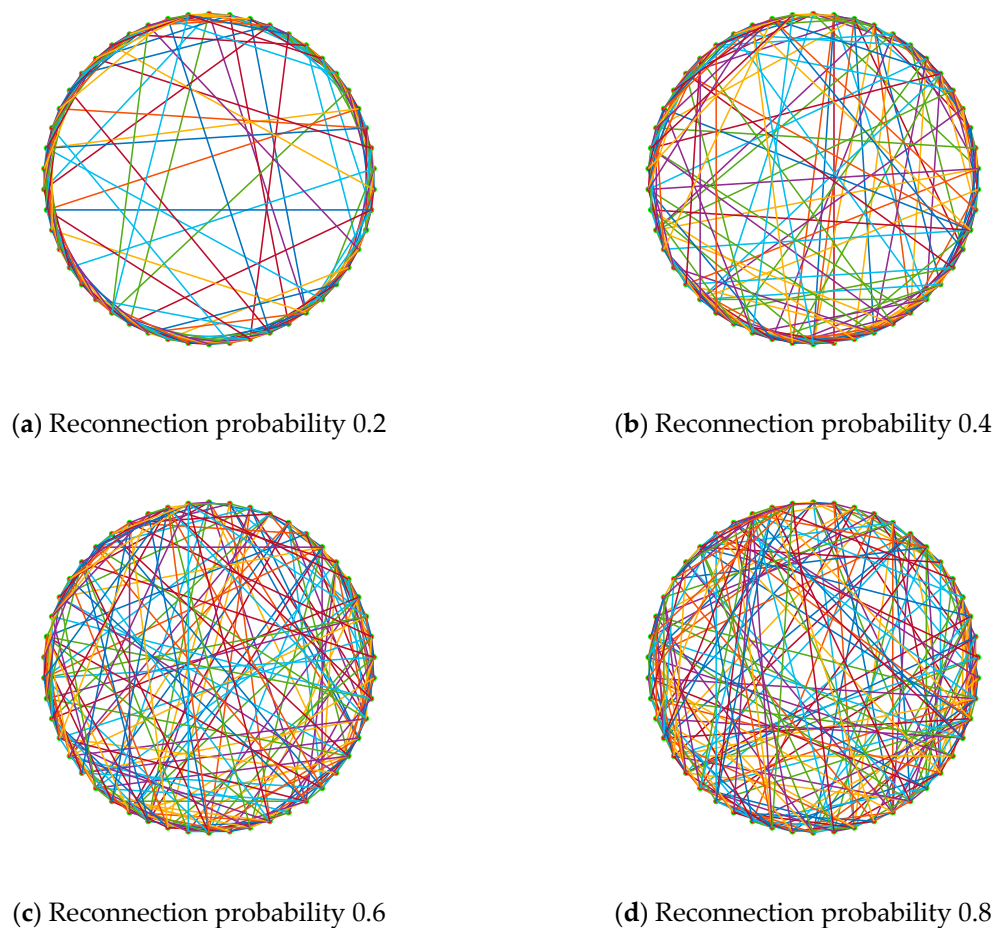 (a) Reconnection probability 0.2
(b) Reconnection probability 0.4
(c) Reconnection probability 0.6
(d) Reconnection probability 0.8